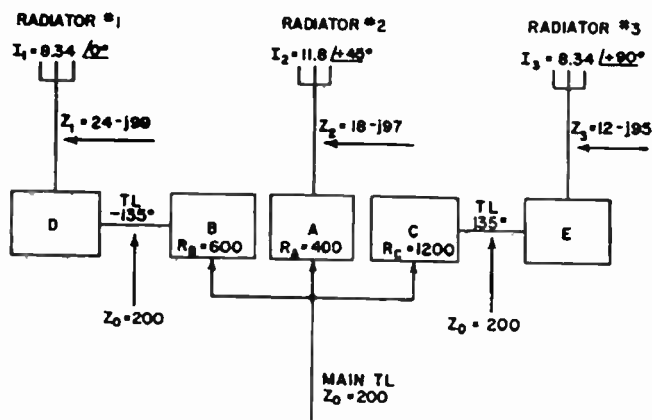 RADIATOR #1
I1 = 8.34 /0°
RADIATOR #2
I2 = 11.8 /+45°
RADIATOR #3
I3 = 8.34 /+90°
Z1 = 24-j99
Z2 = 18-j97
Z3 = 12-j95
D
TL
-135°
B
RB = 600
A
RA = 400
C
RC = 1200
TL
135°
E
Z0 = 200
Z0 = 200
MAIN TL
Z0 = 200